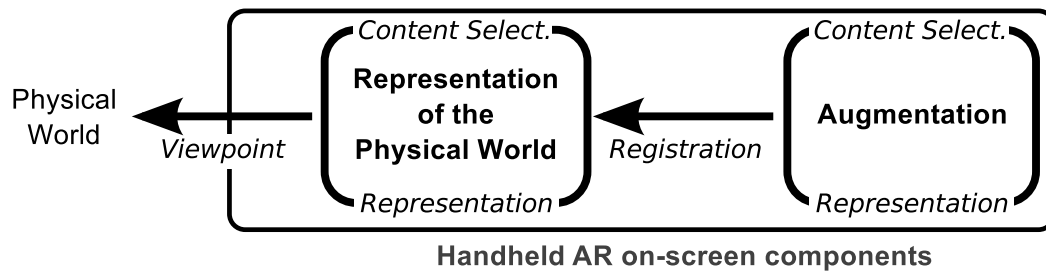 Physical
World
Viewpoint
Content Select.
Representation
of the
Physical World
Representation
Registration
Content Select.
Augmentation
Representation
Handheld AR on-screen components